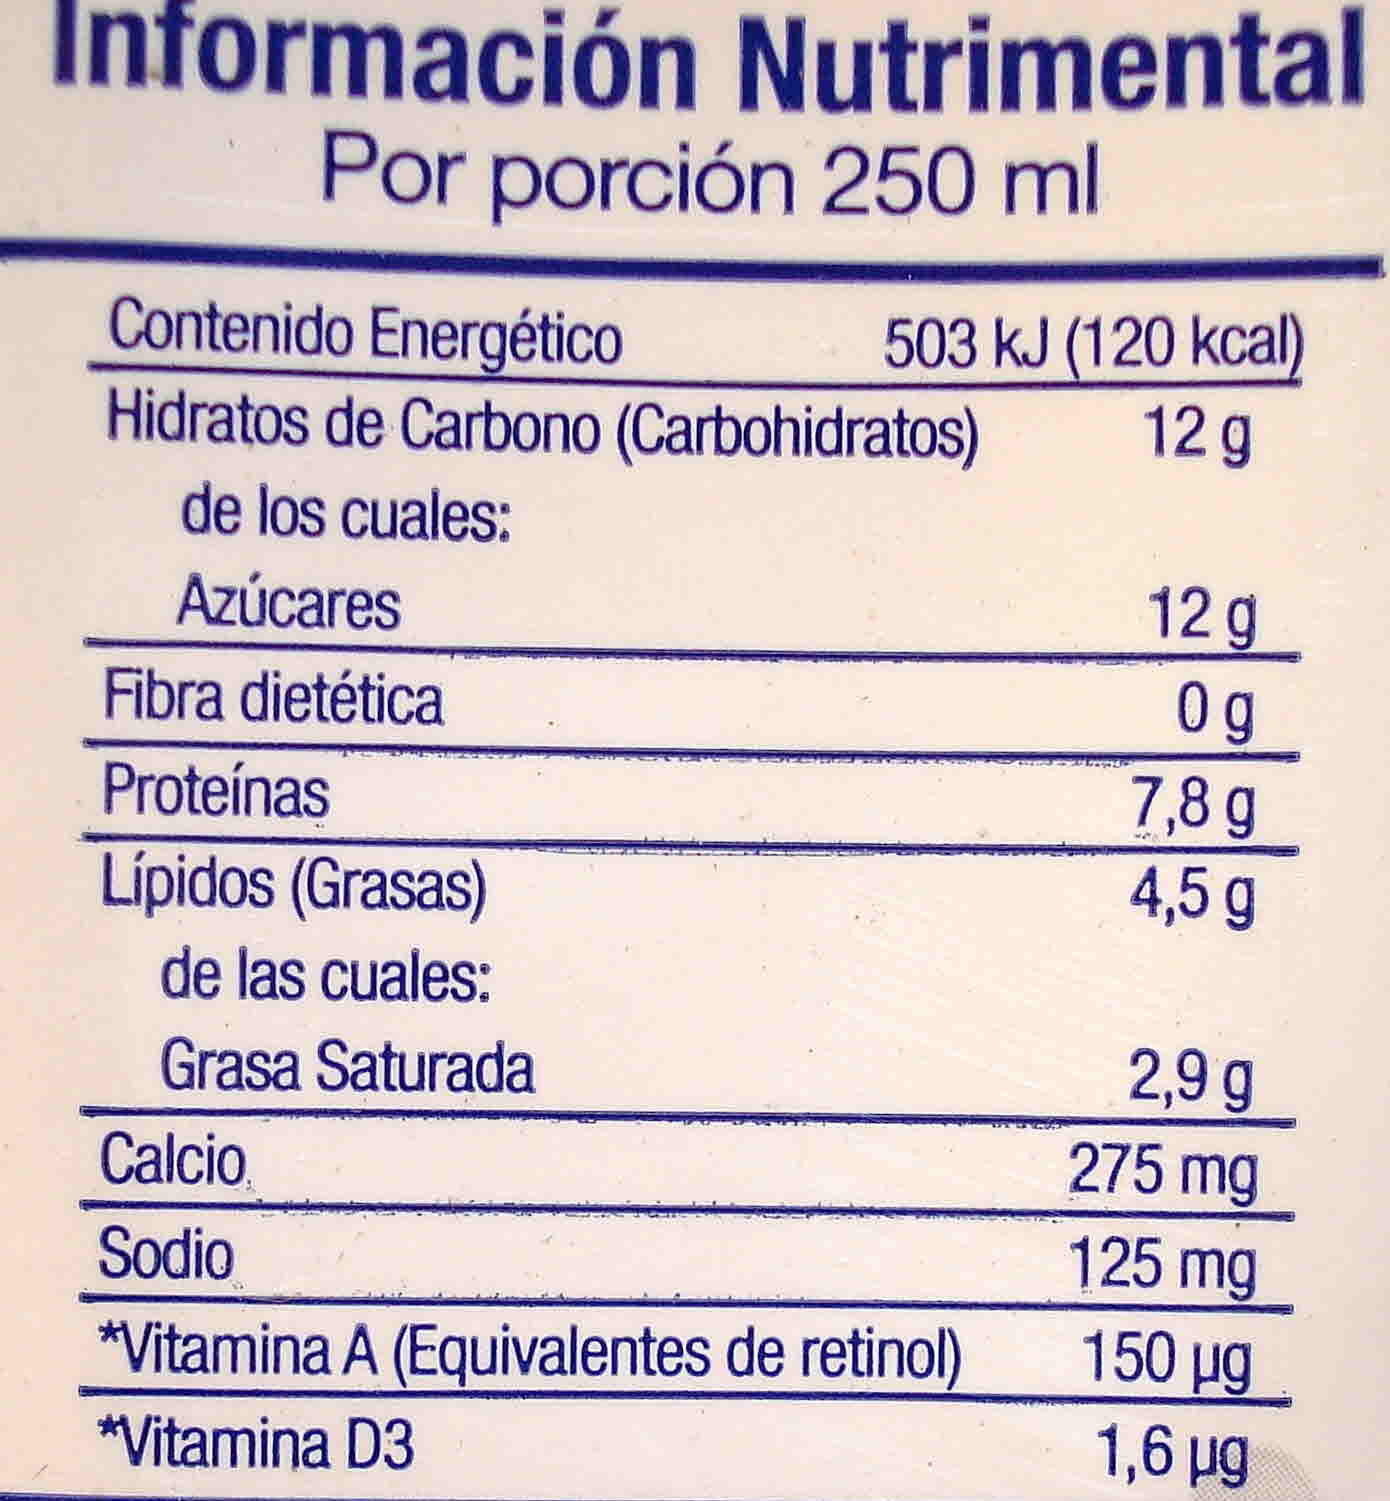 Información Nutrimental
Por porción 250 ml
Contenido Energético 503 kJ (120 kcal)
Hidratos de Carbono (Carbohidratos) 12 g
de los cuales:
Azúcares 12 g
Fibra dietética 0 g
Proteínas 7,8 g
Lípidos (Grasas) 4,5 g
de las cuales:
Grasa Saturada 2,9 g
Calcio 275 mg
Sodio 125 mg
*Vitamina A (Equivalentes de retinol) 150 µg
*Vitamina D3 1,6 µg